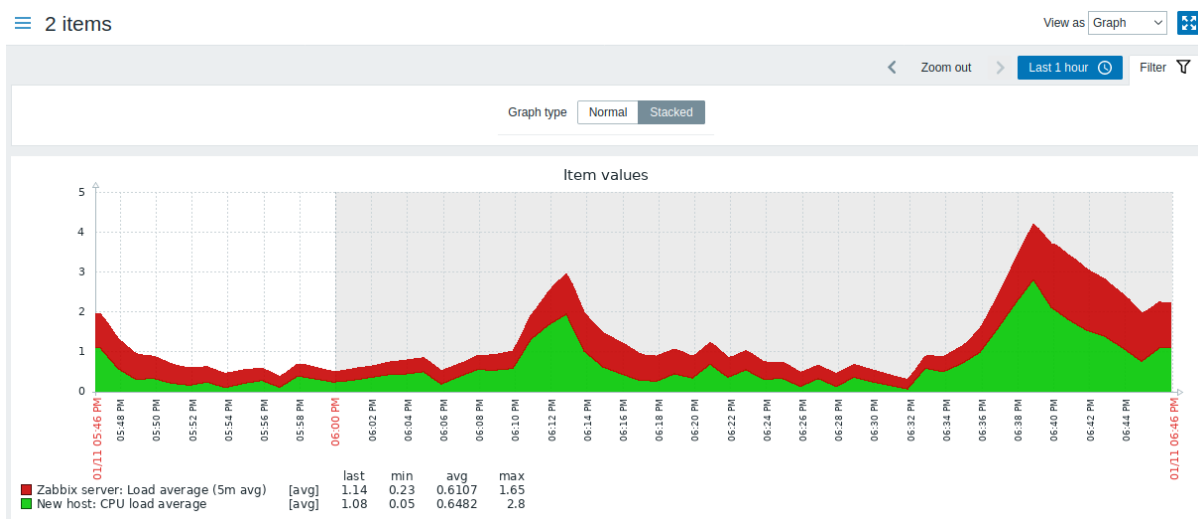 2 items
View as Graph
Zoom out Last 1 hour Filter
Graph type Normal Stacked
Item values
5
4
3
2
1
0
01/11 05:46 PM
05:48 PM
05:50 PM
05:52 PM
05:54 PM
05:56 PM
05:58 PM
06:00 PM
06:02 PM
06:04 PM
06:06 PM
06:08 PM
06:10 PM
06:12 PM
06:14 PM
06:16 PM
06:18 PM
06:20 PM
06:22 PM
06:24 PM
06:26 PM
06:28 PM
06:30 PM
06:32 PM
06:34 PM
06:36 PM
06:38 PM
06:40 PM
06:42 PM
06:44 PM
01/11 06:46 PM
last min avg max
Zabbix server: Load average (5m avg) [avg] 1.14 0.23 0.6107 1.65
New host: CPU load average [avg] 1.08 0.05 0.6482 2.8